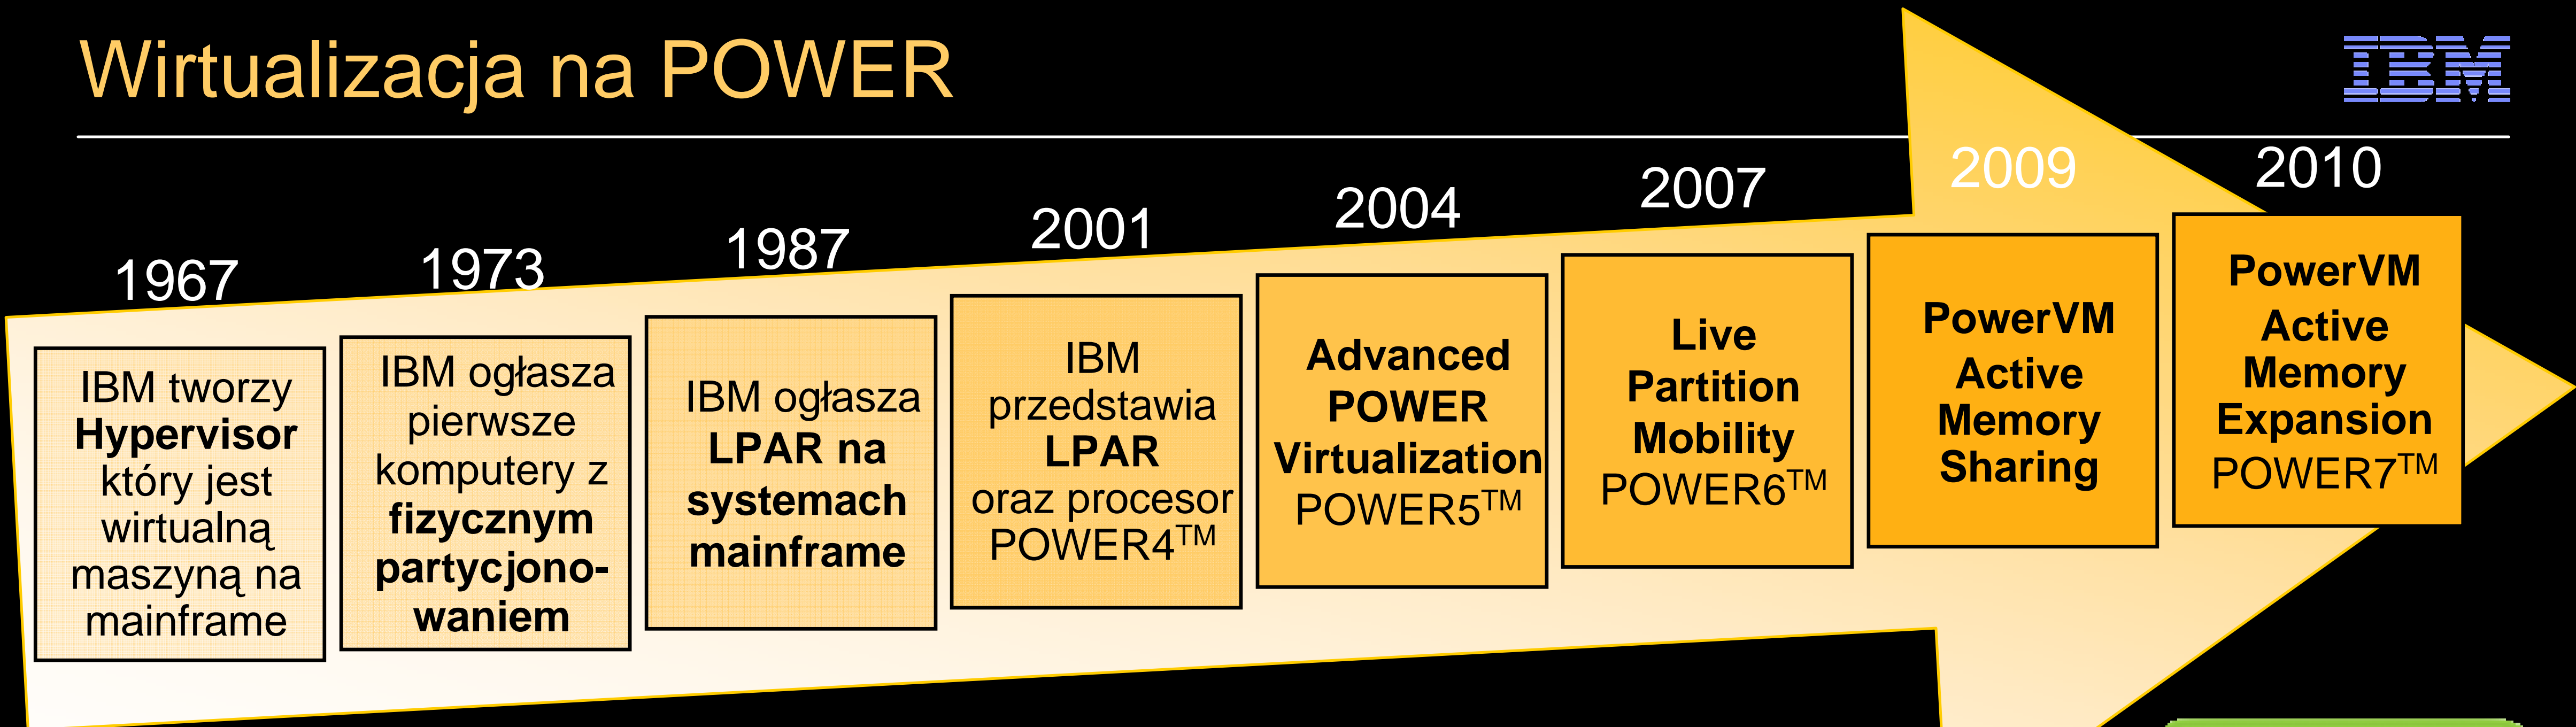 Wirtualizacja na POWER
IBM
1967
IBM tworzy
Hypervisor
który jest
wirtualną
maszyną na
mainframe
1973
IBM ogłasza
pierwsze
komputery z
fizycznym
partycjono-
waniem
1987
IBM ogłasza
LPAR na
systemach
mainframe
2001
IBM
przedstawia
LPAR
oraz procesor
POWER4™
2004
Advanced
POWER
Virtualization
POWER5™
2007
Live
Partition
Mobility
POWER6™
2009
PowerVM
Active
Memory
Sharing
2010
PowerVM
Active
Memory
Expansion
POWER7™